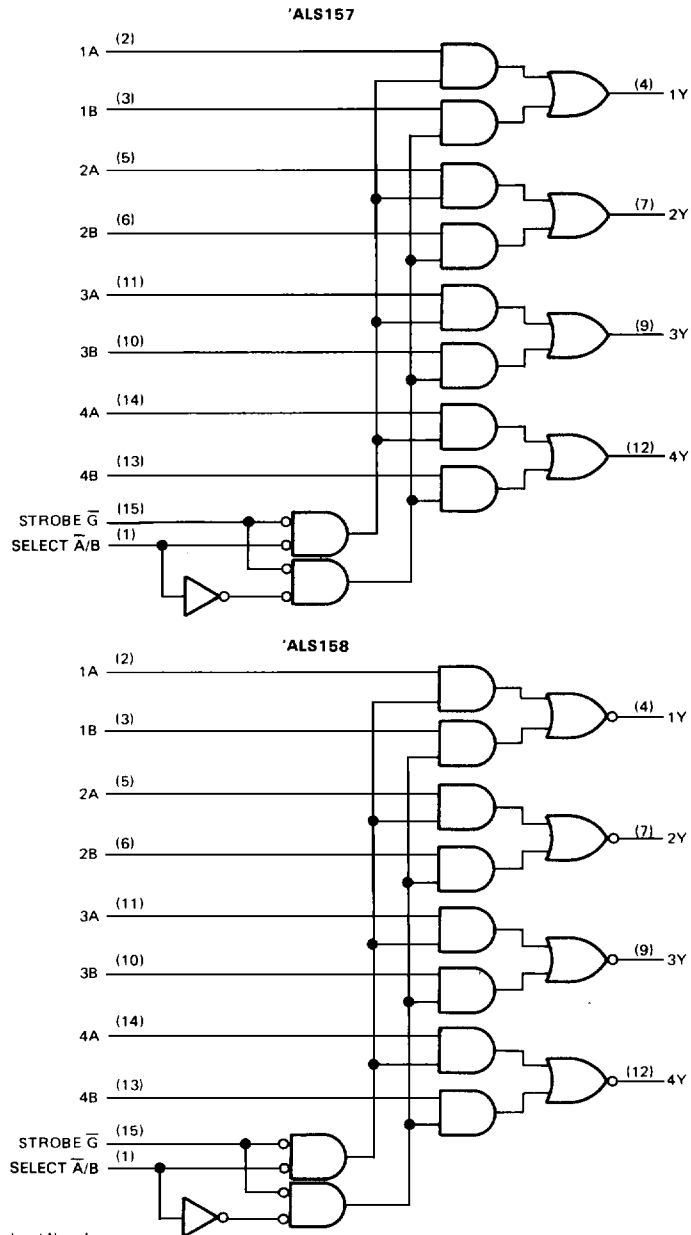 'ALS157
1A (2)
(4) 1Y
1B (3)
2A (5)
(7) 2Y
2B (6)
3A (11)
(9) 3Y
3B (10)
4A (14)
(12) 4Y
4B (13)
STROBE G̅ (15)
SELECT A̅/B (1)
'ALS158
1A (2)
(4) 1Y
1B (3)
2A (5)
(7) 2Y
2B (6)
3A (11)
(9) 3Y
3B (10)
4A (14)
(12) 4Y
4B (13)
STROBE G̅ (15)
SELECT A̅/B (1)